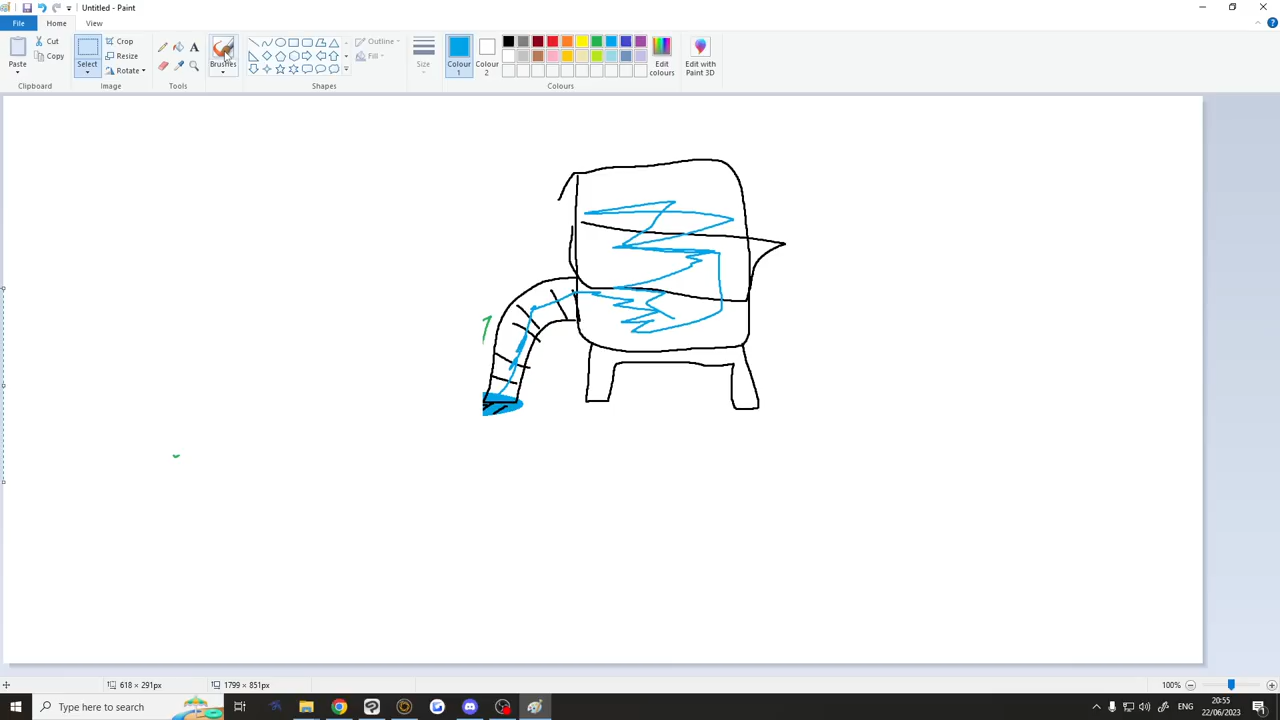 Untitled - Paint
File
Home
View
Paste
Cut
Copy
Clipboard
Select
Crop
Resize
Rotate
Image
A
Tools
Brushes
Outline
Fill
Shapes
Size
Colour 1
Colour 2
Edit colours
Colours
Edit with Paint 3D
618 × 291px
1799 × 851px
100%
Type here to search
ENG
20:55
22/06/2023
1